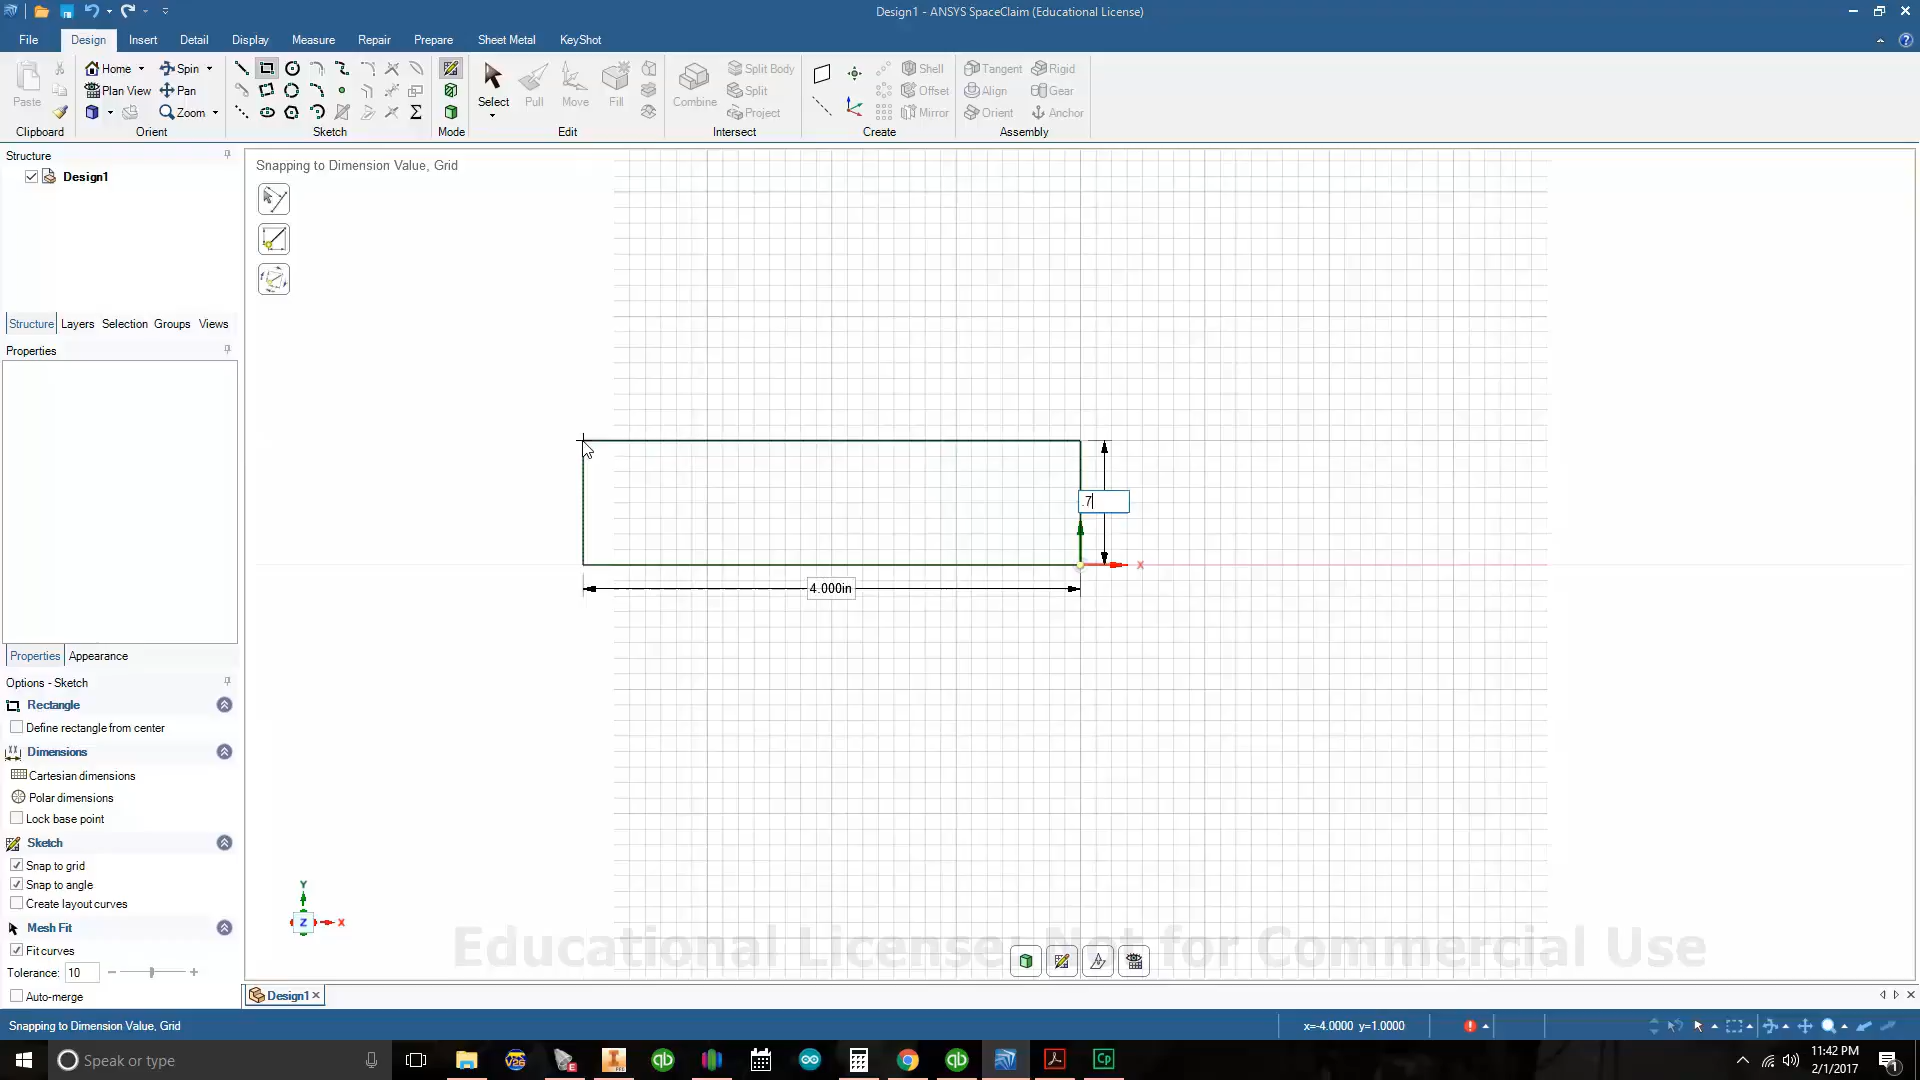 Design1 - ANSYS SpaceClaim (Educational License)
File Design Insert Detail Display Measure Repair Prepare Sheet Metal KeyShot
Paste
Clipboard
Home Spin
Plan View Pan
Zoom
Orient
Sketch
Mode
Select Pull Move Fill
Edit
Combine
Split Body
Split
Project
Intersect
Shell
Offset
Mirror
Create
Tangent Rigid
Align Gear
Orient Anchor
Assembly
Structure
Design1
Structure Layers Selection Groups Views
Properties
Properties Appearance
Options - Sketch
Rectangle
Define rectangle from center
Dimensions
Cartesian dimensions
Polar dimensions
Lock base point
Sketch
Snap to grid
Snap to angle
Create layout curves
Mesh Fit
Fit curves
Tolerance: 10
Auto-merge
Snapping to Dimension Value, Grid
.7
X
4.000in
Y
Z X
Educational License: Not for Commercial Use
Design1
Snapping to Dimension Value, Grid
x=-4.0000 y=1.0000
Speak or type
11:42 PM
2/1/2017